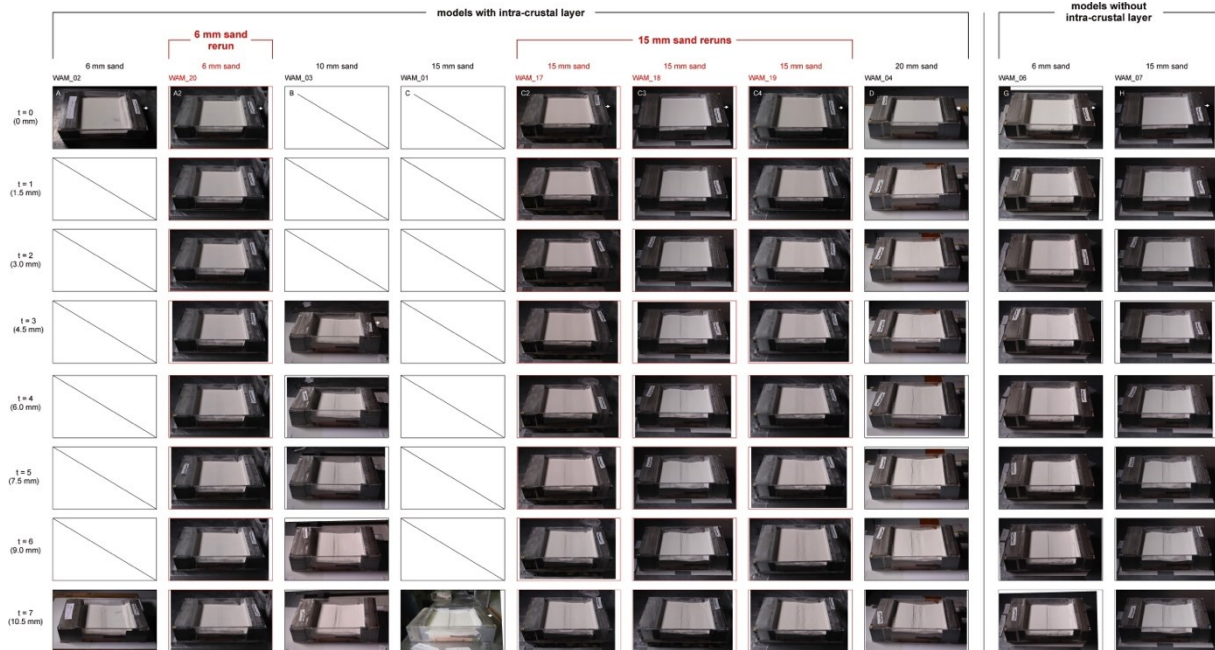 models with intra-crustal layer
models without
intra-crustal layer
6 mm sand
rerun
15 mm sand reruns
6 mm sand
6 mm sand
10 mm sand
15 mm sand
15 mm sand
15 mm sand
15 mm sand
20 mm sand
6 mm sand
15 mm sand
WAM_02
WAM_20
WAM_03
WAM_01
WAM_17
WAM_18
WAM_19
WAM_04
WAM_06
WAM_07
A
A2
B
C
C2
C3
C4
D
G
H
t = 0
(0 mm)
t = 1
(1.5 mm)
t = 2
(3.0 mm)
t = 3
(4.5 mm)
t = 4
(6.0 mm)
t = 5
(7.5 mm)
t = 6
(9.0 mm)
t = 7
(10.5 mm)